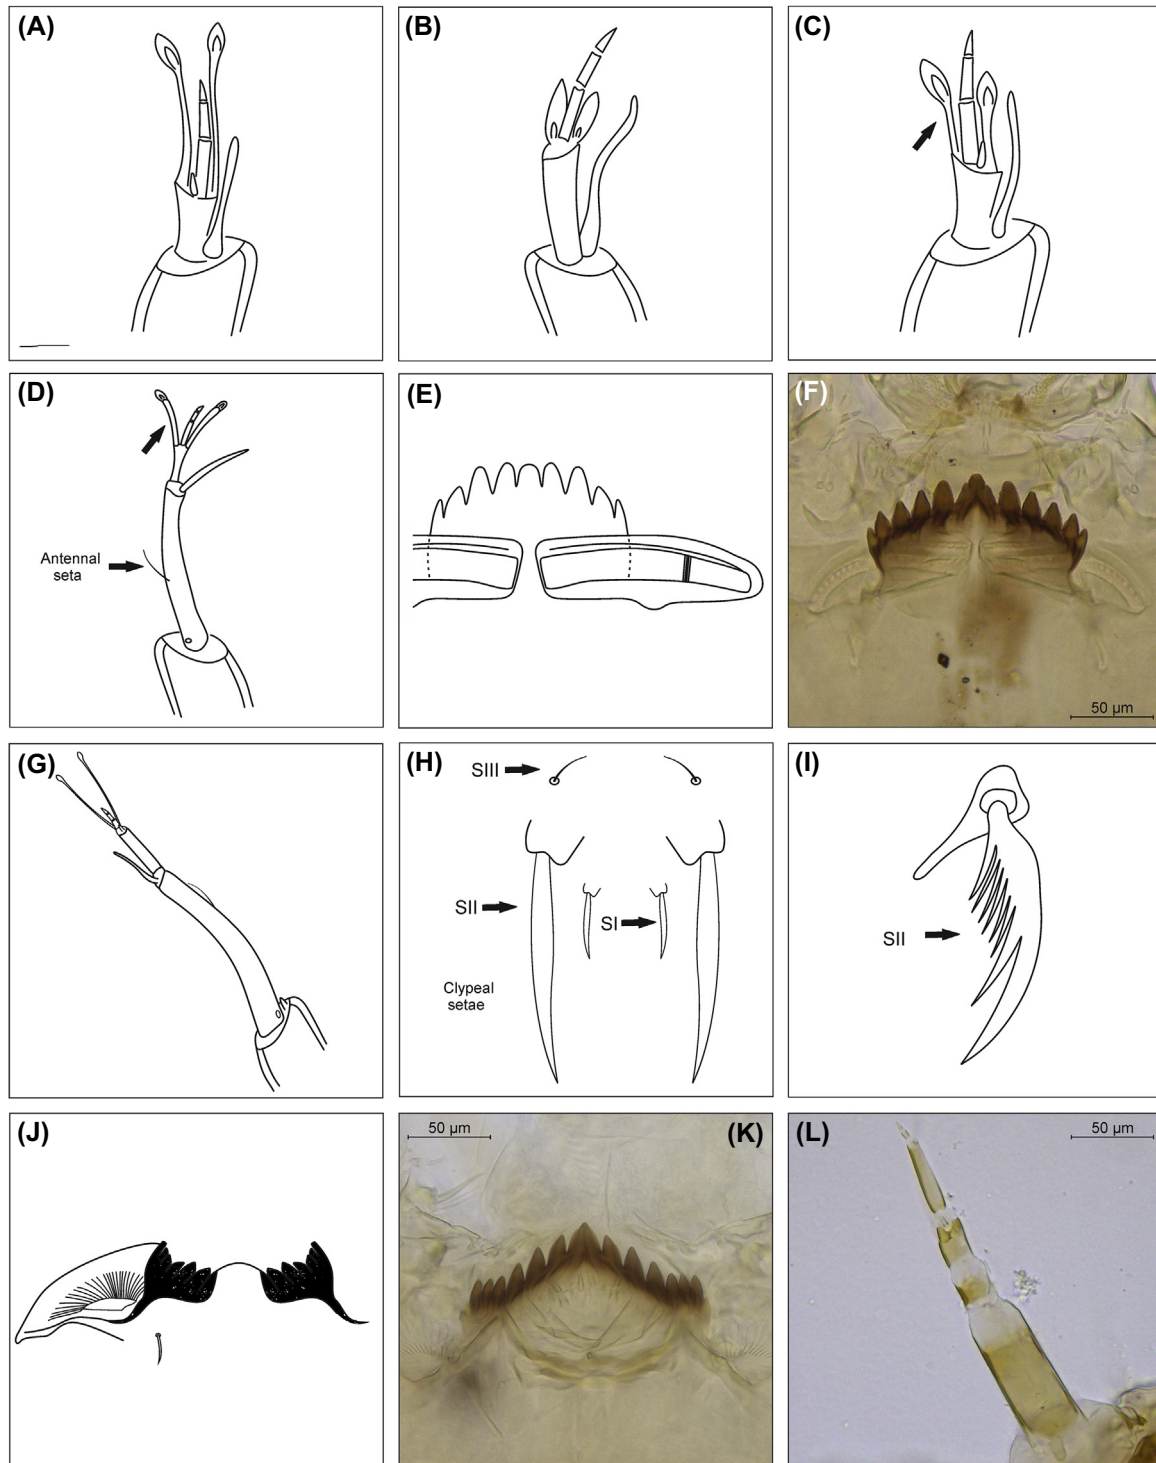 (A)
(B)
(C)
(D)
Antennal
seta
(E)
(F)
50 µm
(G)
(H)
SIII
SII
SI
Clypeal
setae
(I)
SII
(J)
50 µm
(K)
(L)
50 µm